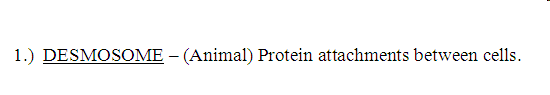 1.) DESMOSOME – (Animal) Protein attachments between cells.